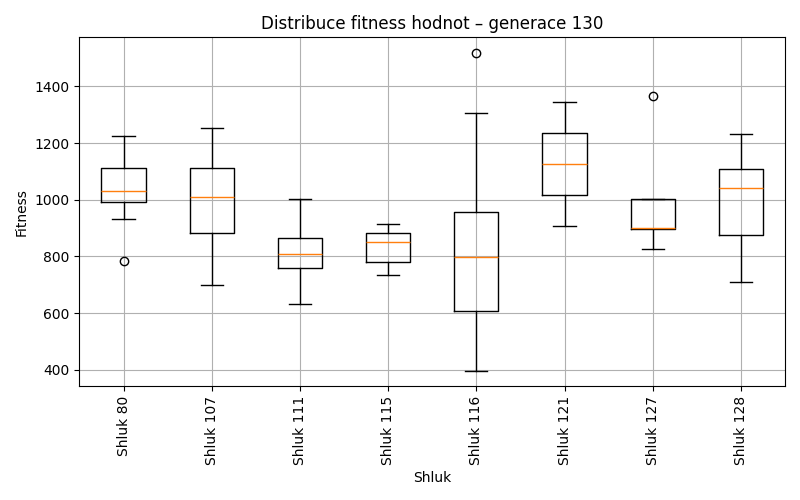 Distribuce fitness hodnot – generace 130
Fitness
1400
1200
1000
800
600
400
Shluk 80
Shluk 107
Shluk 111
Shluk 115
Shluk 116
Shluk 121
Shluk 127
Shluk 128
Shluk